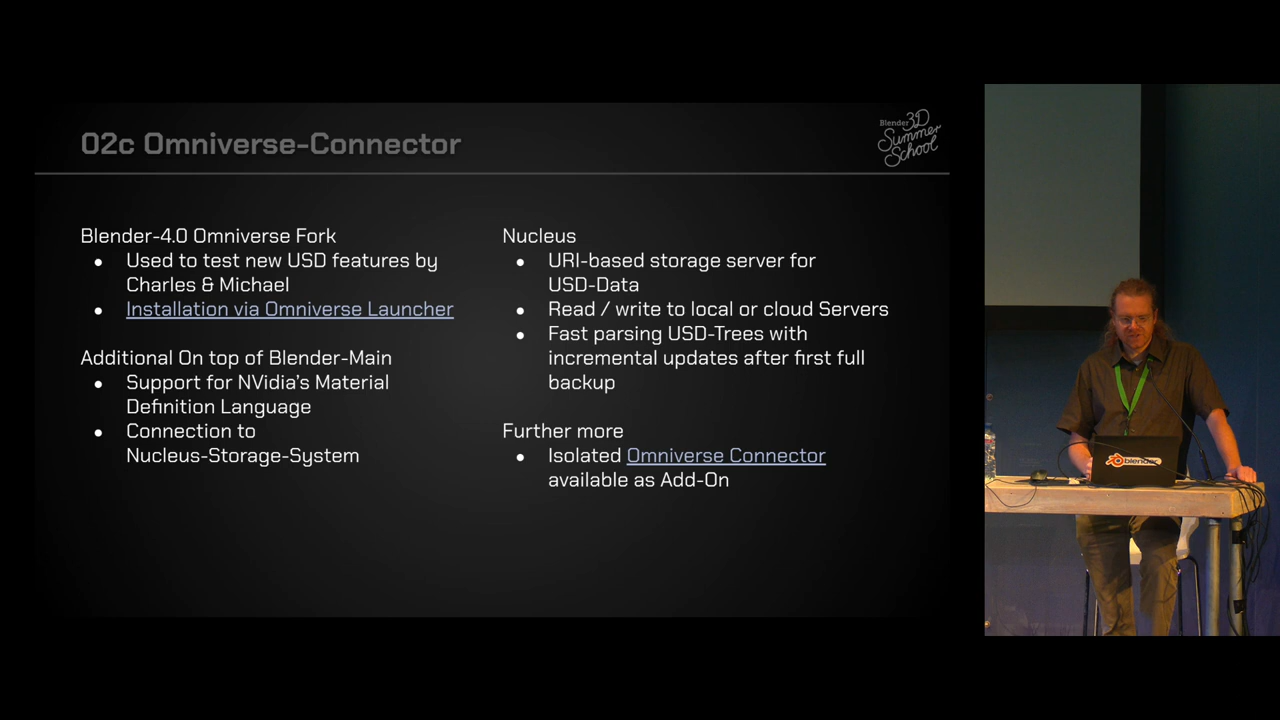 02c Omniverse-Connector
Blender 3D
Summer
School
Blender-4.0 Omniverse Fork
● Used to test new USD features by
Charles & Michael
● Installation via Omniverse Launcher
Additional On top of Blender-Main
● Support for NVidia's Material
Definition Language
● Connection to
Nucleus-Storage-System
Nucleus
● URI-based storage server for
USD-Data
● Read / write to local or cloud Servers
● Fast parsing USD-Trees with
incremental updates after first full
backup
Further more
● Isolated Omniverse Connector
available as Add-On
blender